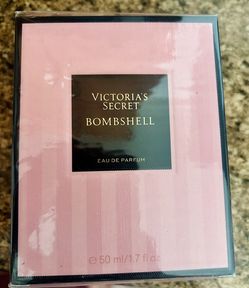 VICTORIA'S
SECRET
BOMBSHELL
EAU DE PARFUM
℮ 50 ml/1.7 fl oz